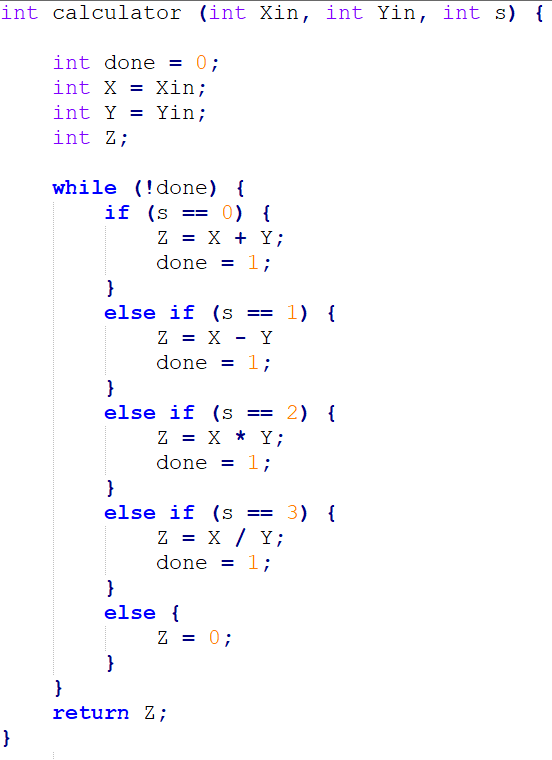 int calculator (int Xin, int Yin, int s) {
int done = 0;
int X = Xin;
int Y = Yin;
int Z;
while (!done) {
if (s == 0) {
Z = X + Y;
done = 1;
}
else if (s == 1) {
Z = X - Y
done = 1;
}
else if (s == 2) {
Z = X * Y;
done = 1;
}
else if (s == 3) {
Z = X / Y;
done = 1;
}
else {
Z = 0;
}
}
return Z;
}